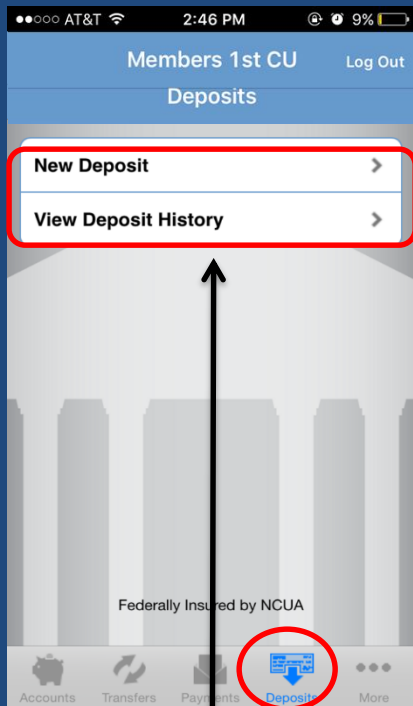 AT&T 2:46 PM 9%
Members 1st CU Log Out
Deposits
New Deposit
View Deposit History
Federally Insured by NCUA
Accounts Transfers Payments Deposits More